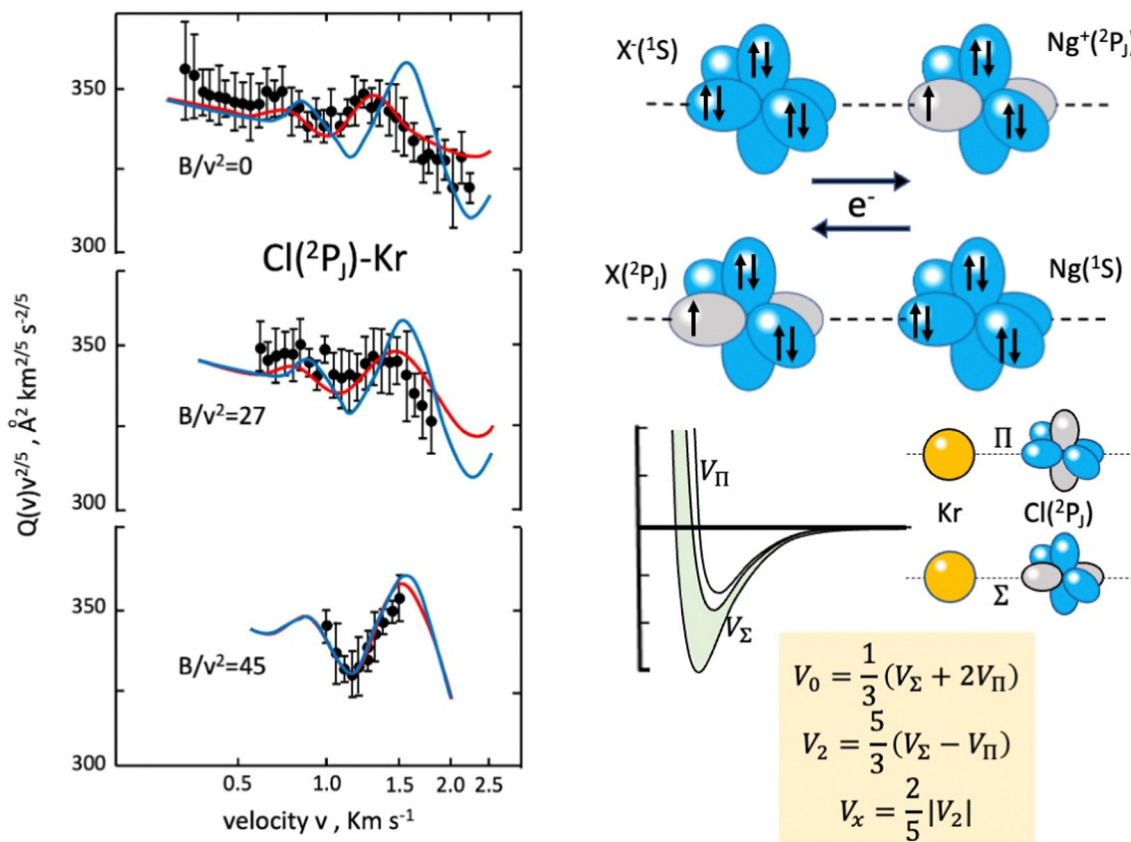 350
B/v²=0
300
Cl(²P_J)-Kr
350
B/v²=27
300
350
B/v²=45
300
0.5 1.0 1.5 2.0 2.5
velocity v , Km s⁻¹
Q(v)v^{2/5} , Å² km^{2/5} s^{-2/5}
X⁻(¹S) Ng⁺(²P_J)
e⁻
X(²P_J) Ng(¹S)
V_Π
V_Σ
Π
Kr Cl(²P_J)
Σ
V₀ = 1/3 (V_Σ + 2V_Π)
V₂ = 5/3 (V_Σ − V_Π)
Vₓ = 2/5 |V₂|